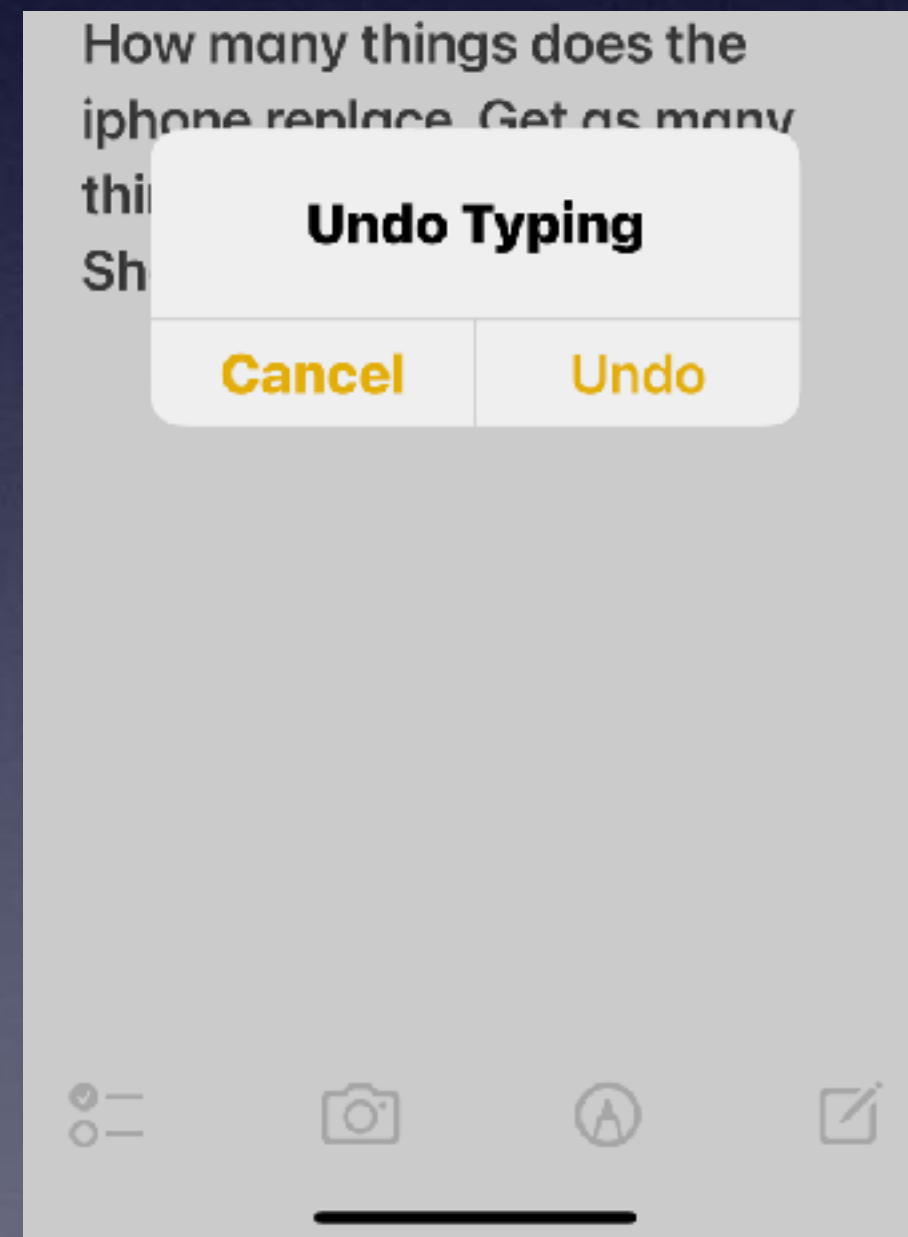 How many things does the
iphone replace. Get as many
Undo Typing
Cancel Undo